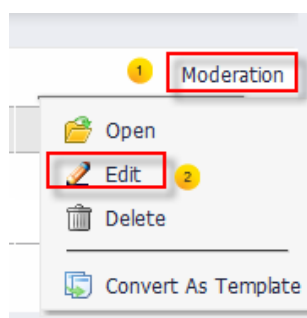 1 Moderation
Open
Edit 2
Delete
Convert As Template